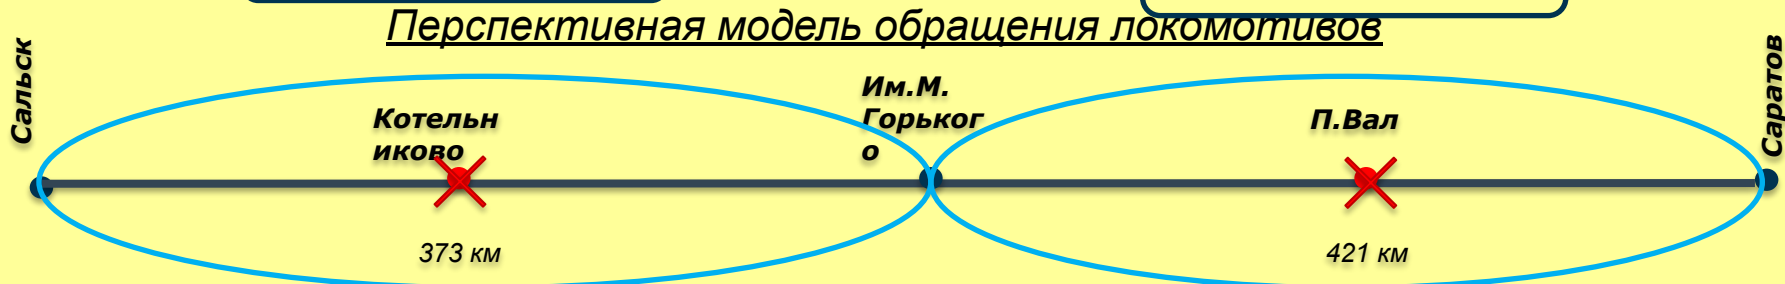 Перспективная модель обращения локомотивов
Сальск
Котельн
иково
Им.М.
Горьког
о
П.Вал
Саратов
373 км
421 км